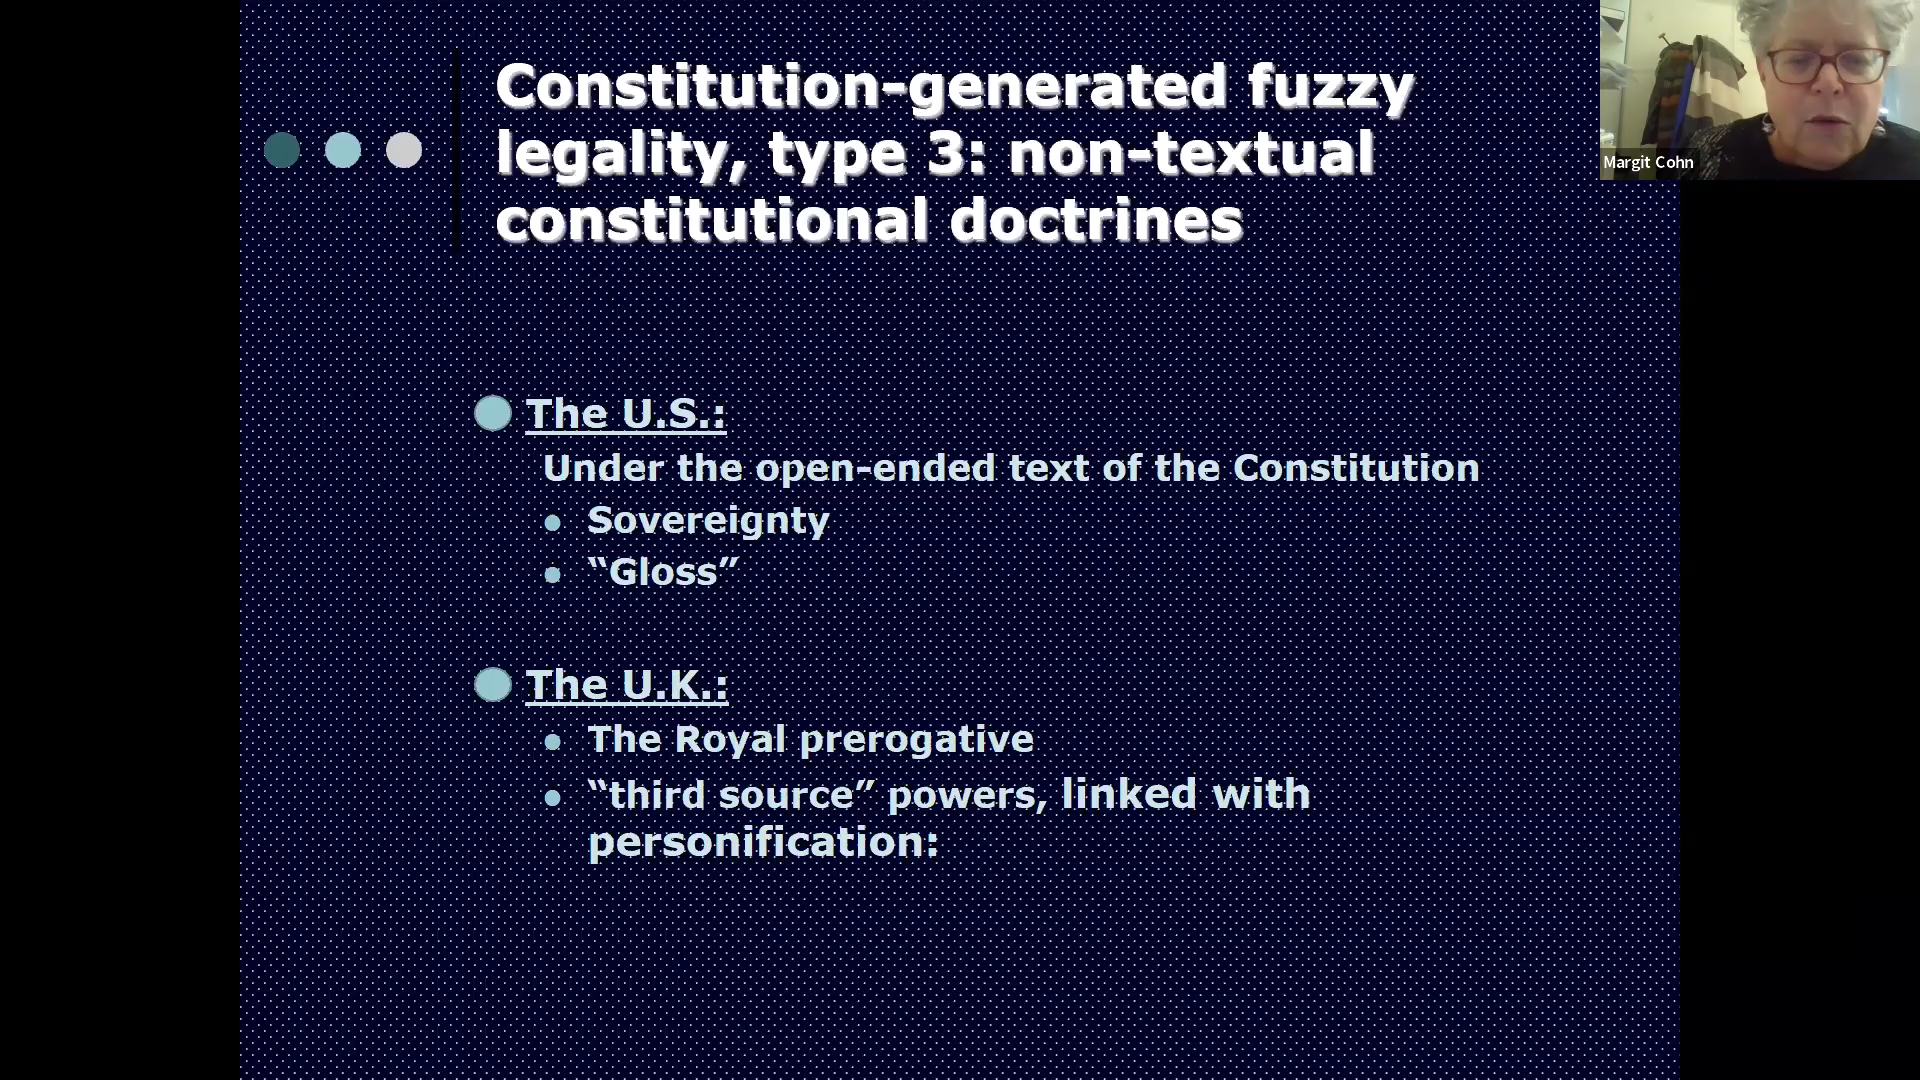 Constitution-generated fuzzy
legality, type 3: non-textual
constitutional doctrines
Margit Cohn
The U.S.:
Under the open-ended text of the Constitution
Sovereignty
“Gloss”
The U.K.:
The Royal prerogative
“third source” powers, linked with
personification: